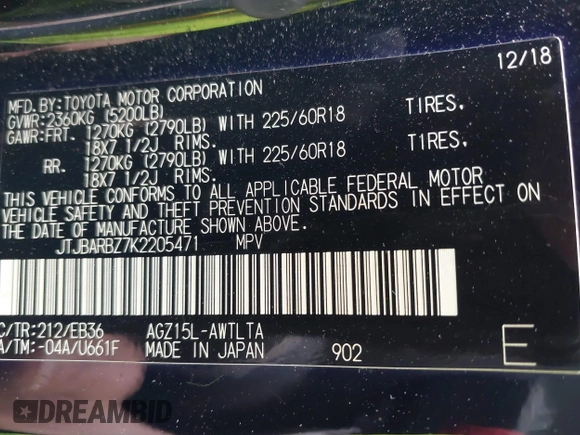 12/18
MFD.BY:TOYOTA MOTOR CORPORATION
GVWR:2360KG (5200LB)
GAWR:FRT. 1270KG (2790LB) WITH 225/60R18 TIRES.
18X7 1/2J RIMS.
RR. 1270KG (2790LB) WITH 225/60R18 TIRES.
18X7 1/2J RIMS.
THIS VEHICLE CONFORMS TO ALL APPLICABLE FEDERAL MOTOR
VEHICLE SAFETY AND THEFT PREVENTION STANDARDS IN EFFECT ON
THE DATE OF MANUFACTURE SHOWN ABOVE.
JTJBARBZ7K2205471 MPV
C/TR:212/EB36 AGZ15L-AWTLTA
A/TM:-04A/U661F MADE IN JAPAN 902 E
DREAMBID